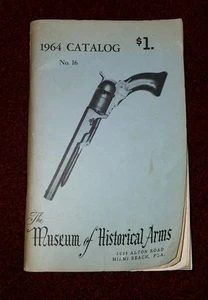 1964 CATALOG
$1.
No. 16
The
Museum of Historical Arms
1038 ALTON ROAD
MIAMI BEACH, FLA.